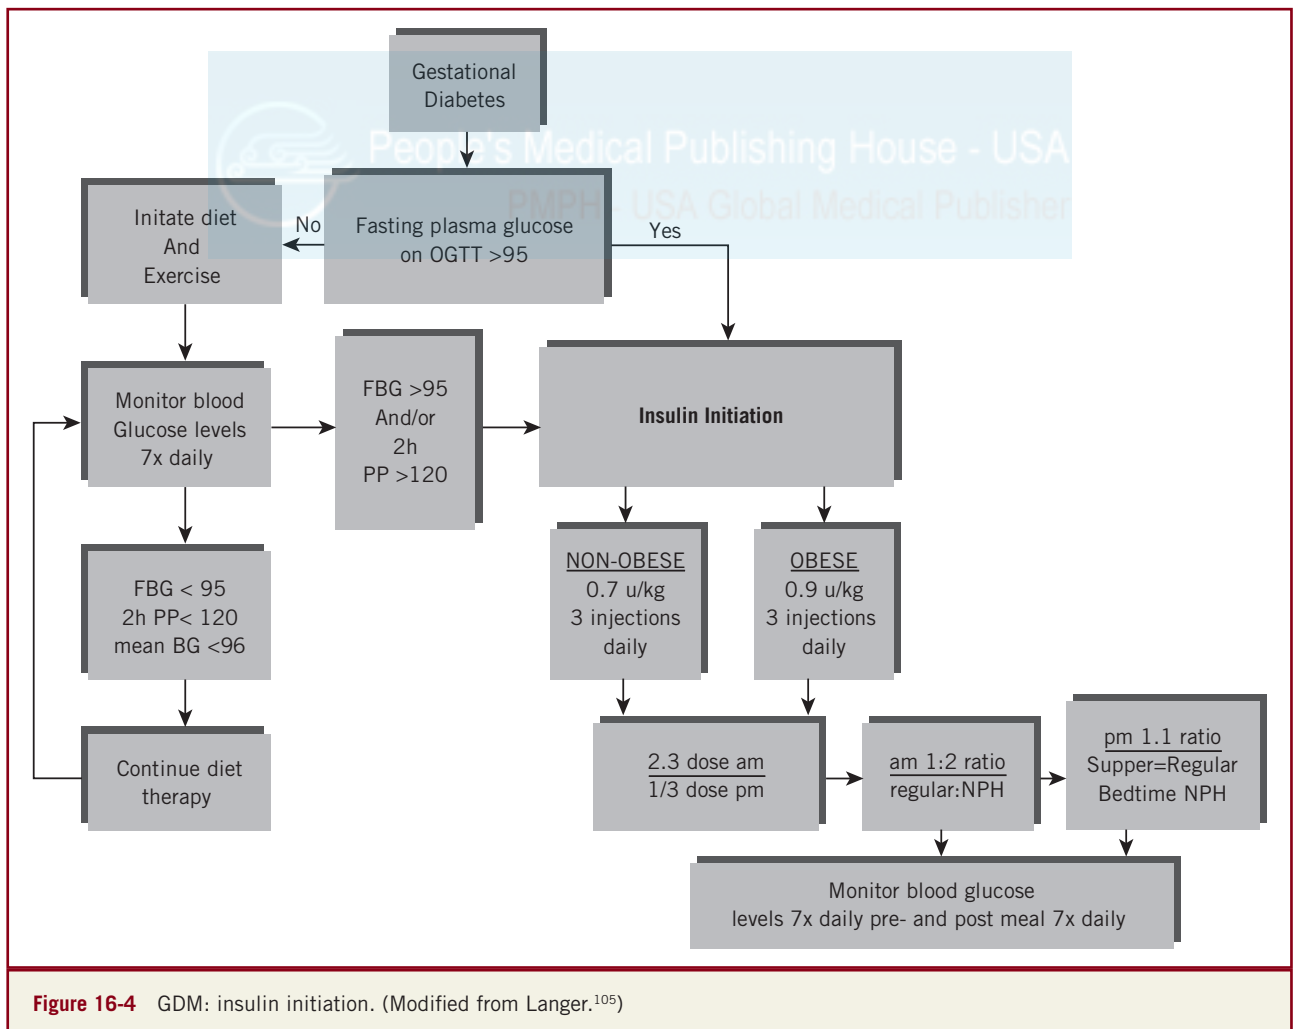 Gestational
Diabetes
People's Medical Publishing House - USA
PMPH - USA Global Medical Publisher
Initate diet
And
Exercise
No
Fasting plasma glucose
on OGTT >95
Yes
Monitor blood
Glucose levels
7x daily
FBG >95
And/or
2h
PP >120
Insulin Initiation
FBG < 95
2h PP< 120
mean BG <96
NON-OBESE
0.7 u/kg
3 injections
daily
OBESE
0.9 u/kg
3 injections
daily
Continue diet
therapy
2.3 dose am
1/3 dose pm
am 1:2 ratio
regular:NPH
pm 1.1 ratio
Supper=Regular
Bedtime NPH
Monitor blood glucose
levels 7x daily pre- and post meal 7x daily
Figure 16-4 GDM: insulin initiation. (Modified from Langer.105)